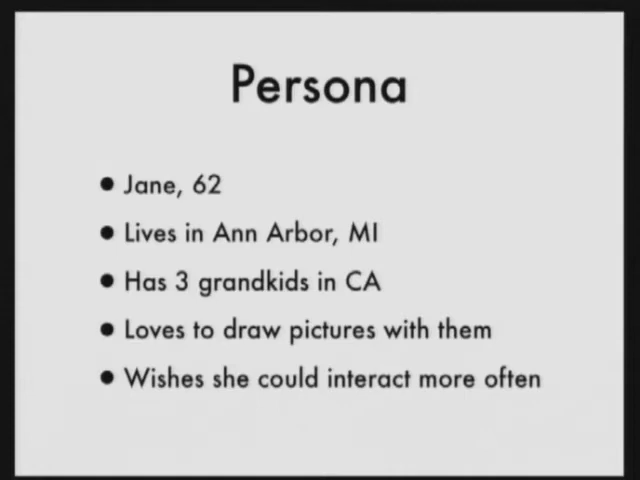 Persona
• Jane, 62
• Lives in Ann Arbor, MI
• Has 3 grandkids in CA
• Loves to draw pictures with them
• Wishes she could interact more often